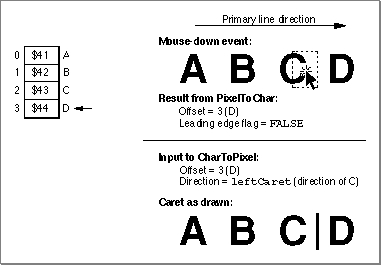 Primary line direction
Mouse-down event:
A B C D
0 $41 A
1 $42 B
2 $43 C
3 $44 D
Result from PixelToChar:
Offset = 3 (D)
Leading edge flag = FALSE
Input to CharToPixel:
Offset = 3 (D)
Direction = leftCaret (direction of C)
Caret as drawn:
A B C D